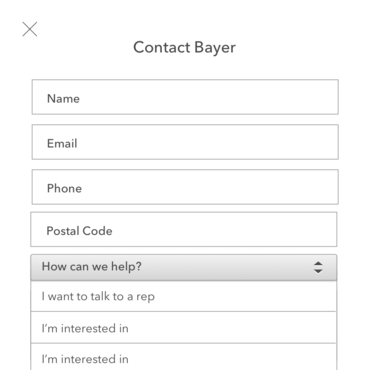 Contact Bayer
Name
Email
Phone
Postal Code
How can we help?
I want to talk to a rep
I'm interested in
I'm interested in